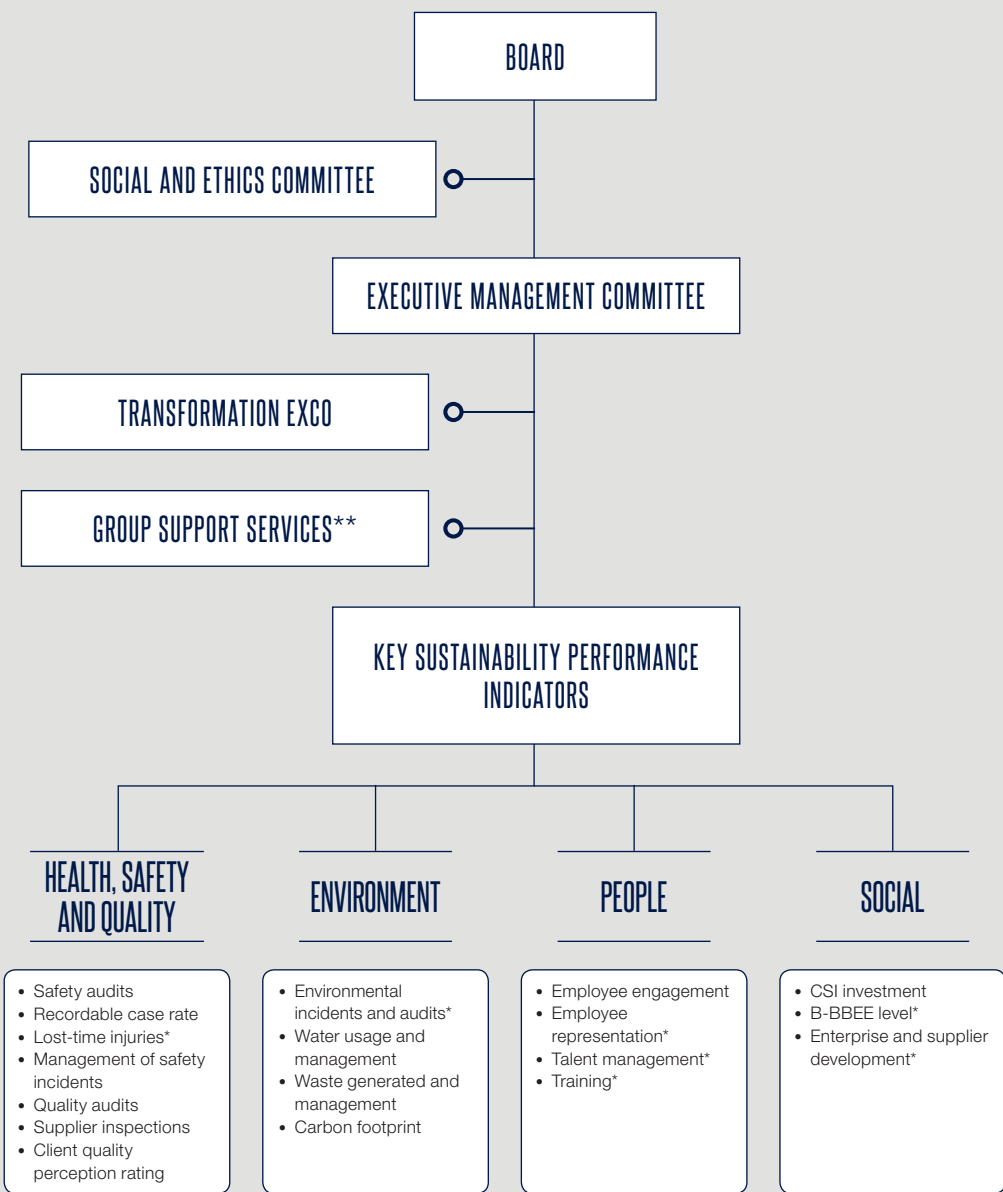 BOARD
SOCIAL AND ETHICS COMMITTEE
EXECUTIVE MANAGEMENT COMMITTEE
TRANSFORMATION EXCO
GROUP SUPPORT SERVICES**
KEY SUSTAINABILITY PERFORMANCE
INDICATORS
HEALTH, SAFETY
AND QUALITY
• Safety audits
• Recordable case rate
• Lost-time injuries*
• Management of safety
incidents
• Quality audits
• Supplier inspections
• Client quality
perception rating
ENVIRONMENT
• Environmental
incidents and audits*
• Water usage and
management
• Waste generated and
management
• Carbon footprint
PEOPLE
• Employee engagement
• Employee
representation*
• Talent management*
• Training*
SOCIAL
• CSI investment
• B-BBEE level*
• Enterprise and supplier
development*